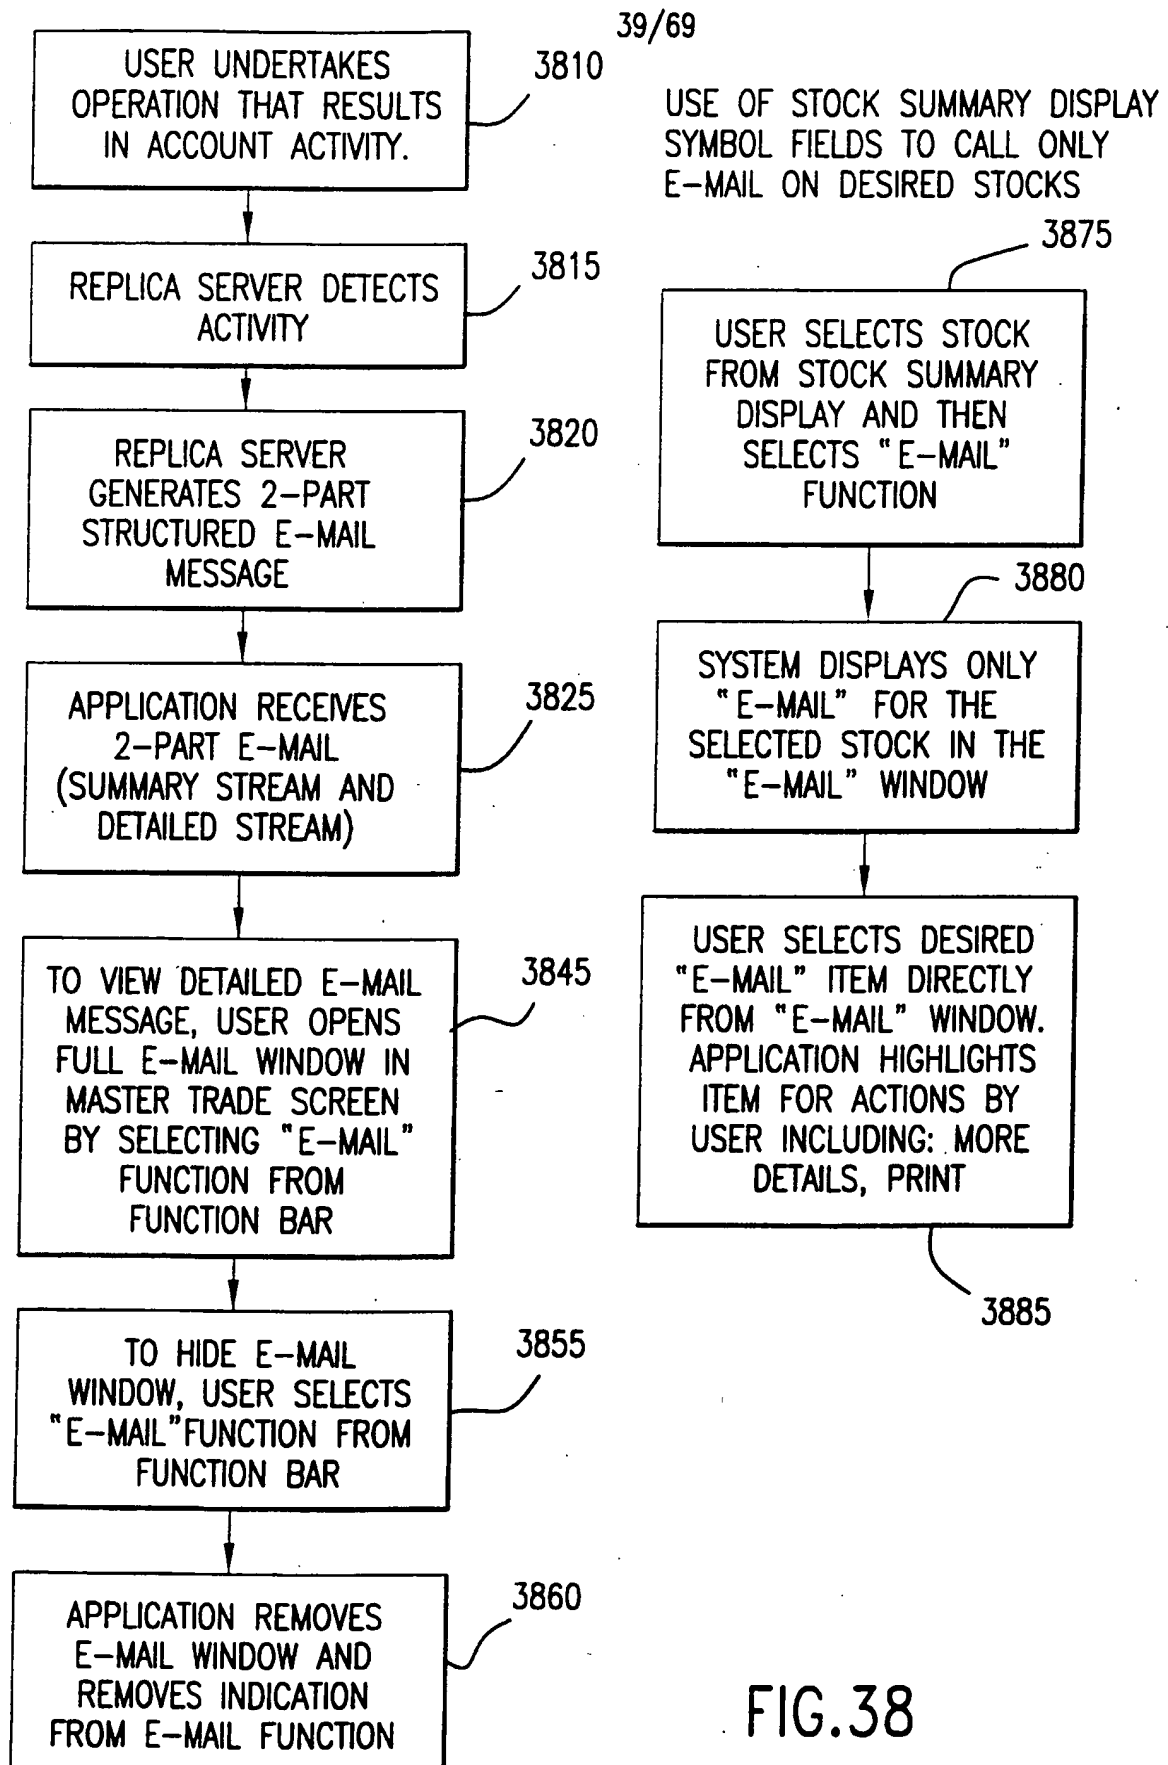 39/69
USER UNDERTAKES
OPERATION THAT RESULTS
IN ACCOUNT ACTIVITY.
3810
REPLICA SERVER DETECTS
ACTIVITY
3815
REPLICA SERVER
GENERATES 2-PART
STRUCTURED E-MAIL
MESSAGE
3820
APPLICATION RECEIVES
2-PART E-MAIL
(SUMMARY STREAM AND
DETAILED STREAM)
3825
TO VIEW DETAILED E-MAIL
MESSAGE, USER OPENS
FULL E-MAIL WINDOW IN
MASTER TRADE SCREEN
BY SELECTING "E-MAIL"
FUNCTION FROM
FUNCTION BAR
3845
TO HIDE E-MAIL
WINDOW, USER SELECTS
"E-MAIL"FUNCTION FROM
FUNCTION BAR
3855
APPLICATION REMOVES
E-MAIL WINDOW AND
REMOVES INDICATION
FROM E-MAIL FUNCTION
3860
USE OF STOCK SUMMARY DISPLAY
SYMBOL FIELDS TO CALL ONLY
E-MAIL ON DESIRED STOCKS
3875
USER SELECTS STOCK
FROM STOCK SUMMARY
DISPLAY AND THEN
SELECTS "E-MAIL"
FUNCTION
3880
SYSTEM DISPLAYS ONLY
"E-MAIL" FOR THE
SELECTED STOCK IN THE
"E-MAIL" WINDOW
USER SELECTS DESIRED
"E-MAIL" ITEM DIRECTLY
FROM "E-MAIL" WINDOW.
APPLICATION HIGHLIGHTS
ITEM FOR ACTIONS BY
USER INCLUDING: MORE
DETAILS, PRINT
3885
FIG.38